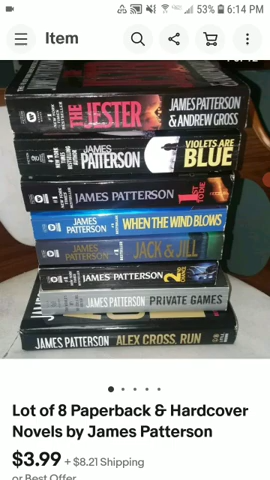 53% 6:14 PM
Item
THE JESTER
JAMES PATTERSON
& ANDREW GROSS
JAMES
PATTERSON
VIOLETS ARE
BLUE
JAMES PATTERSON
1ST
TO DIE
JAMES
PATTERSON
WHEN THE WIND BLOWS
JAMES
PATTERSON
JACK & JILL
JAMES PATTERSON
2ND
CHANCE
JAMES PATTERSON PRIVATE GAMES
JAMES PATTERSON ALEX CROSS, RUN
Lot of 8 Paperback & Hardcover
Novels by James Patterson
$3.99 + $8.21 Shipping
or Best Offer